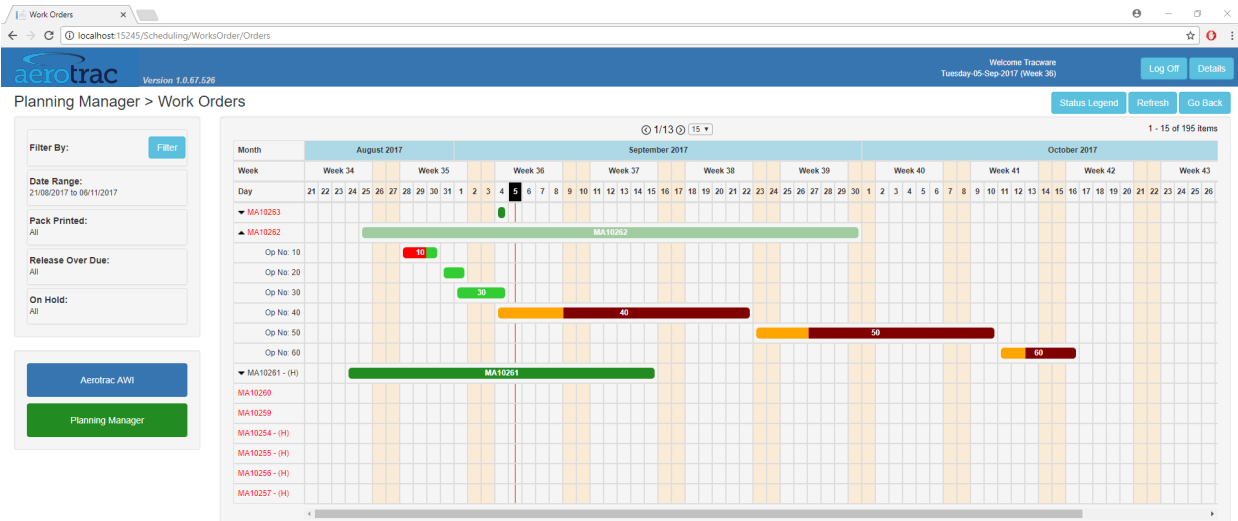 Work Orders
localhost:15245/Scheduling/WorksOrder/Orders
aerotrac Version 1.0.67.526
Welcome Tracware
Tuesday-05-Sep-2017 (Week 36)
Log Off Details
Planning Manager > Work Orders
Status Legend Refresh Go Back
Filter By: Filter
Date Range:
21/08/2017 to 06/11/2017
Pack Printed:
All
Release Over Due:
All
On Hold:
All
Aerotrac AWI
Planning Manager
1/13 15 1 - 15 of 195 items
Month August 2017 September 2017 October 2017
Week Week 34 Week 35 Week 36 Week 37 Week 38 Week 39 Week 40 Week 41 Week 42 Week 43
Day 21 22 23 24 25 26 27 28 29 30 31 1 2 3 4 5 6 7 8 9 10 11 12 13 14 15 16 17 18 19 20 21 22 23 24 25 26 27 28 29 30 1 2 3 4 5 6 7 8 9 10 11 12 13 14 15 16 17 18 19 20 21 22 23 24 25 26
MA10263
MA10262 MA10262
Op No: 10 10
Op No: 20
Op No: 30 30
Op No: 40 40
Op No: 50 50
Op No: 60 60
MA10261 - (H) MA10261
MA10260
MA10259
MA10254 - (H)
MA10255 - (H)
MA10256 - (H)
MA10257 - (H)